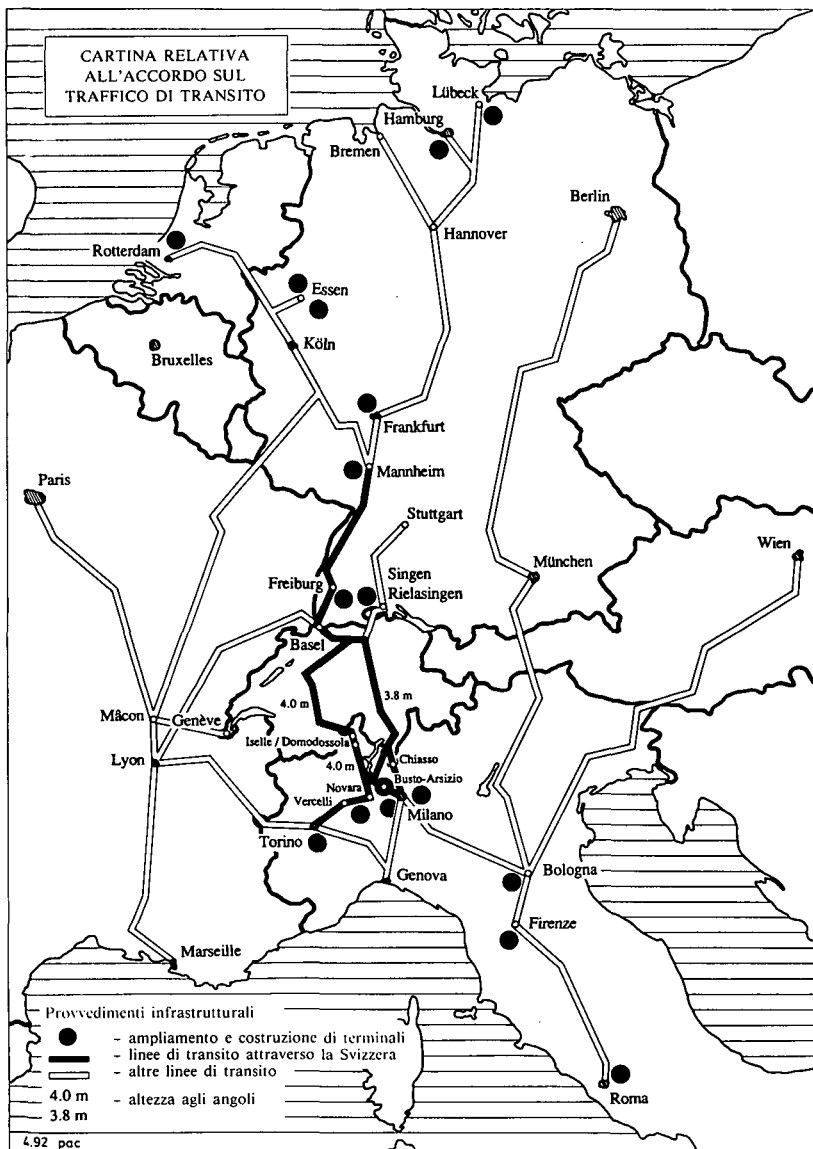 CARTINA RELATIVA
ALL'ACCORDO SUL
TRAFFICO DI TRANSITO
Lübeck
Hamburg
Bremen
Berlin
Hannover
Rotterdam
Essen
Köln
Bruxelles
Frankfurt
Mannheim
Paris
Stuttgart
Wien
München
Singen
Rielasingen
Freiburg
Basel
4.0 m
3.8 m
Mâcon
Genève
Iselle / Domodossola
Chiasso
Lyon
4.0 m
Busto-Arsizio
Novara
Vercelli
Milano
Torino
Genova
Bologna
Firenze
Marseille
Roma
Provvedimenti infrastrutturali
- ampliamento e costruzione di terminali
- linee di transito attraverso la Svizzera
- altre linee di transito
4.0 m - altezza agli angoli
3.8 m
4.92 pac